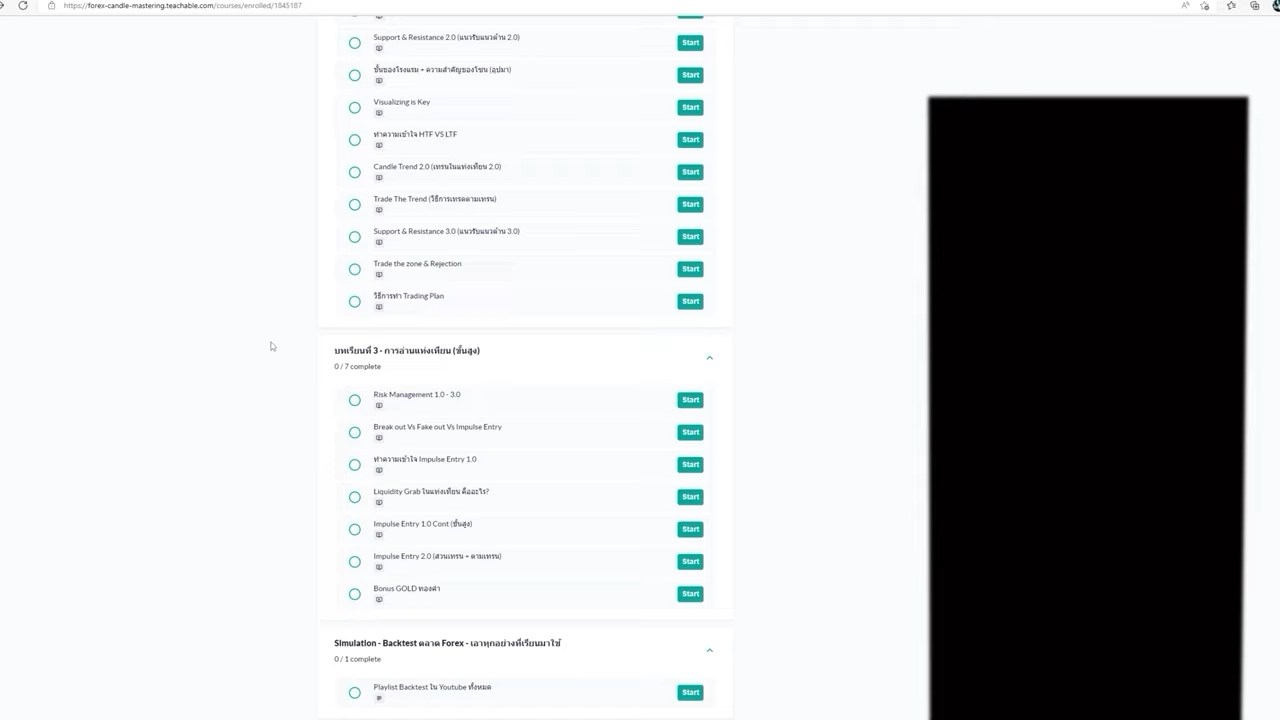 https://forex-candle-mastering.teachable.com/courses/enrolled/1845187
Support & Resistance 2.0 (แนวรับแนวต้าน 2.0)
Start
ชั้นของโรงแรม + ความสำคัญของโซน (อุปมา)
Start
Visualizing is Key
Start
ทำความเข้าใจ HTF VS LTF
Start
Candle Trend 2.0 (เทรนในแท่งเทียน 2.0)
Start
Trade The Trend (วิธีการเทรดตามเทรน)
Start
Support & Resistance 3.0 (แนวรับแนวต้าน 3.0)
Start
Trade the zone & Rejection
Start
วิธีการทำ Trading Plan
Start
บทเรียนที่ 3 - การอ่านแท่งเทียน (ขั้นสูง)
0 / 7 complete
Risk Management 1.0 - 3.0
Start
Break out Vs Fake out Vs Impulse Entry
Start
ทำความเข้าใจ Impulse Entry 1.0
Start
Liquidity Grab ในแท่งเทียน คืออะไร?
Start
Impulse Entry 1.0 Cont (ขั้นสูง)
Start
Impulse Entry 2.0 (สวนเทรน + ตามเทรน)
Start
Bonus GOLD ทองคำ
Start
Simulation - Backtest ตลาด Forex - เอาทุกอย่างที่เรียนมาใช้
0 / 1 complete
Playlist Backtest ใน Youtube ทั้งหมด
Start